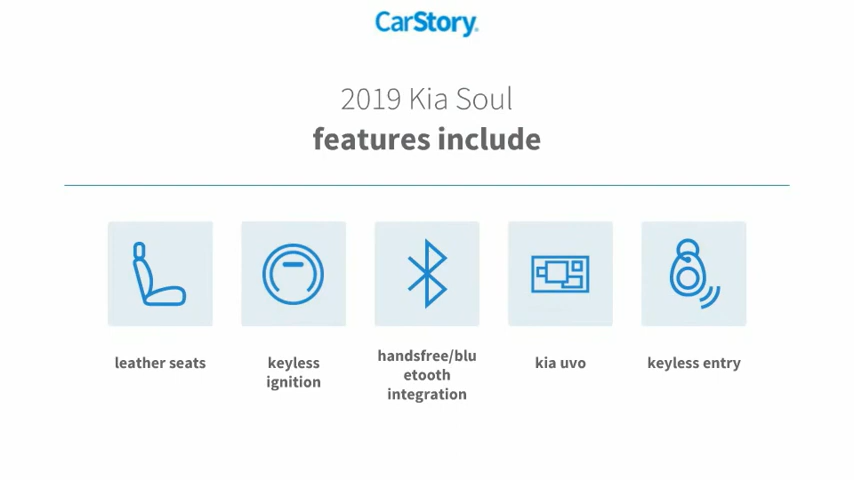 CarStory
2019 Kia Soul
features include
leather seats
keyless
ignition
handsfree/blu
etooth
integration
kia uvo
keyless entry